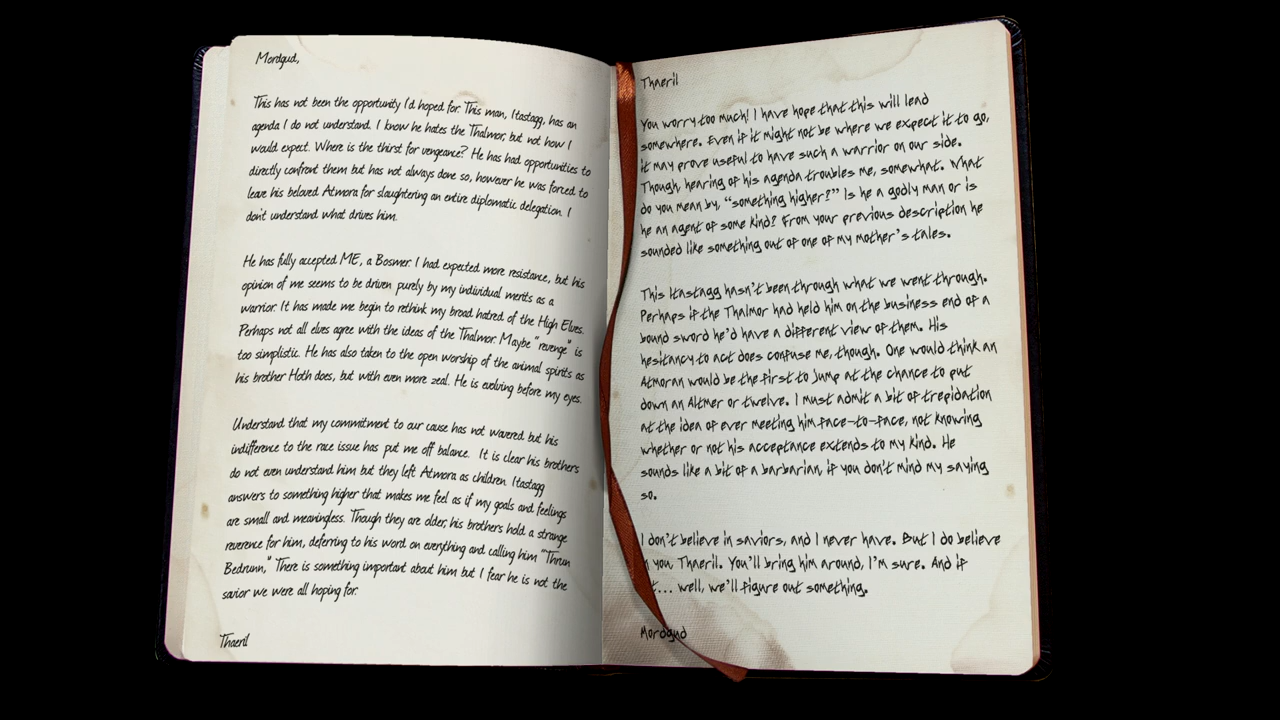 Mordgud,
This has not been the opportunity I'd hoped for. This man, Itastagg, has an
agenda I do not understand. I know he hates the Thalmor, but not how I
would expect. Where is the thirst for vengeance? He has had opportunities to
directly confront them but has not always done so, however he was forced to
leave his beloved Atmora for slaughtering an entire diplomatic delegation. I
don't understand what drives him.
He has fully accepted ME, a Bosmer. I had expected more resistance, but his
opinion of me seems to be driven purely by my individual merits as a
warrior. It has made me begin to rethink my broad hatred of the High Elves.
Perhaps not all elves agree with the ideas of the Thalmor. Maybe "revenge" is
too simplistic. He has also taken to the open worship of the animal spirits as
his brother Hoth does, but with even more zeal. He is evolving before my eyes.
Understand that my commitment to our cause has not wavered but his
indifference to the race issue has put me off balance. It is clear his brothers
do not even understand him but they left Atmora as children. Itastagg
answers to something higher that makes me feel as if my goals and feelings
are small and meaningless. Though they are older, his brothers hold a strange
reverence for him, deferring to his word on everything and calling him "Thrun
Bedrunn," There is something important about him but I fear he is not the
savior we were all hoping for.
Thaeril
Thaeril
You worry too much! I have hope that this will lead
somewhere. Even if it might not be where we expect it to go,
it may prove useful to have such a warrior on our side.
Though, hearing of his agenda troubles me, somewhat. What
do you mean by, "something higher?" Is he a godly man or is
he an agent of some kind? From your previous description he
sounded like something out of one of my mother's tales.
This Itastagg hasn't been through what we went through.
Perhaps if the Thalmor had held him on the business end of a
bound sword he'd have a different view of them. His
hesitancy to act does confuse me, though. One would think an
Atmoran would be the first to jump at the chance to put
down an Altmer or twelve. I must admit a bit of trepidation
at the idea of ever meeting him face-to-face, not knowing
whether or not his acceptance extends to my kind. He
sounds like a bit of a barbarian, if you don't mind my saying
so.
I don't believe in saviors, and I never have. But I do believe
in you, Thaeril. You'll bring him around, I'm sure. And if
... well, we'll figure out something.
Mordgud